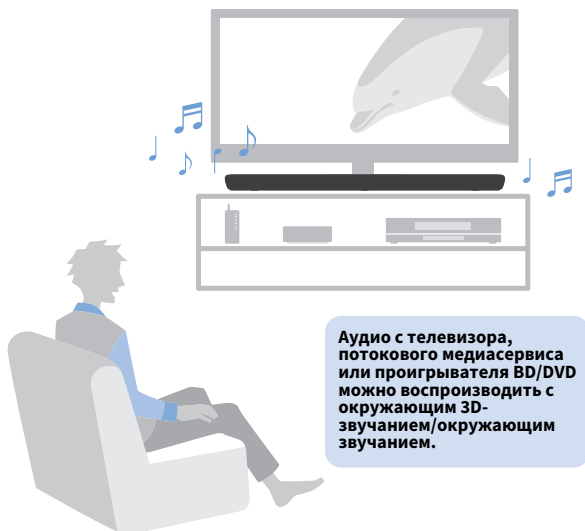 Аудио с телевизора,
потокового медиасервиса
или проигрывателя BD/DVD
можно воспроизводить с
окружающим 3D-
звучанием/окружающим
звучанием.